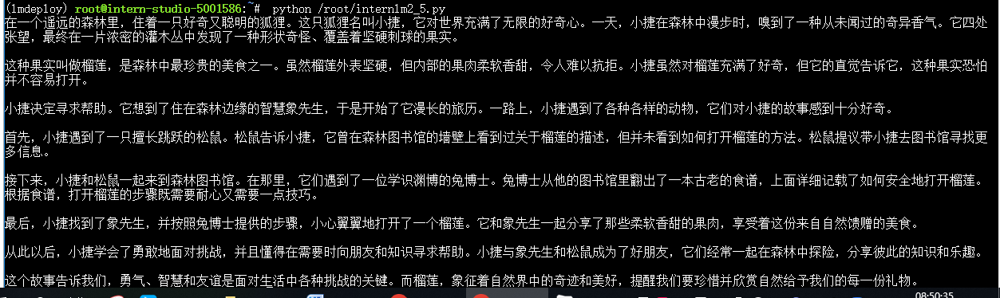 (lmdeploy) root@intern-studio-5001586:~#  python /root/internlm2_5.py
在一个遥远的森林里，住着一只好奇又聪明的狐狸。这只狐狸名叫小捷，它对世界充满了无限的好奇心。一天，小捷在森林中漫步时，嗅到了一种从未闻过的奇异香气。它四处
张望，最终在一片浓密的灌木丛中发现了一种形状奇怪、覆盖着坚硬刺球的果实。
这种果实叫做榴莲，是森林中最珍贵的美食之一。虽然榴莲外表坚硬，但内部的果肉柔软香甜，令人难以抗拒。小捷虽然对榴莲充满了好奇，但它的直觉告诉它，这种果实恐怕
并不容易打开。
小捷决定寻求帮助。它想到了住在森林边缘的智慧象先生，于是开始了它漫长的旅历。一路上，小捷遇到了各种各样的动物，它们对小捷的故事感到十分好奇。
首先，小捷遇到了一只擅长跳跃的松鼠。松鼠告诉小捷，它曾在森林图书馆的墙壁上看到过关于榴莲的描述，但并未看到如何打开榴莲的方法。松鼠提议带小捷去图书馆寻找更
多信息。
接下来，小捷和松鼠一起来到森林图书馆。在那里，它们遇到了一位学识渊博的兔博士。兔博士从他的图书馆里翻出了一本古老的食谱，上面详细记载了如何安全地打开榴莲。
根据食谱，打开榴莲的步骤既需要耐心又需要一点技巧。
最后，小捷找到了象先生，并按照兔博士提供的步骤，小心翼翼地打开了一个榴莲。它和象先生一起分享了那些柔软香甜的果肉，享受着这份来自自然馈赠的美食。
从此以后，小捷学会了勇敢地面对挑战，并且懂得在需要时向朋友和知识寻求帮助。小捷与象先生和松鼠成为了好朋友，它们经常一起在森林中探险，分享彼此的知识和乐趣。
这个故事告诉我们，勇气、智慧和友谊是面对生活中各种挑战的关键。而榴莲，象征着自然界中的奇迹和美好，提醒我们要珍惜并欣赏自然给予我们的每一份礼物。
08:50:35